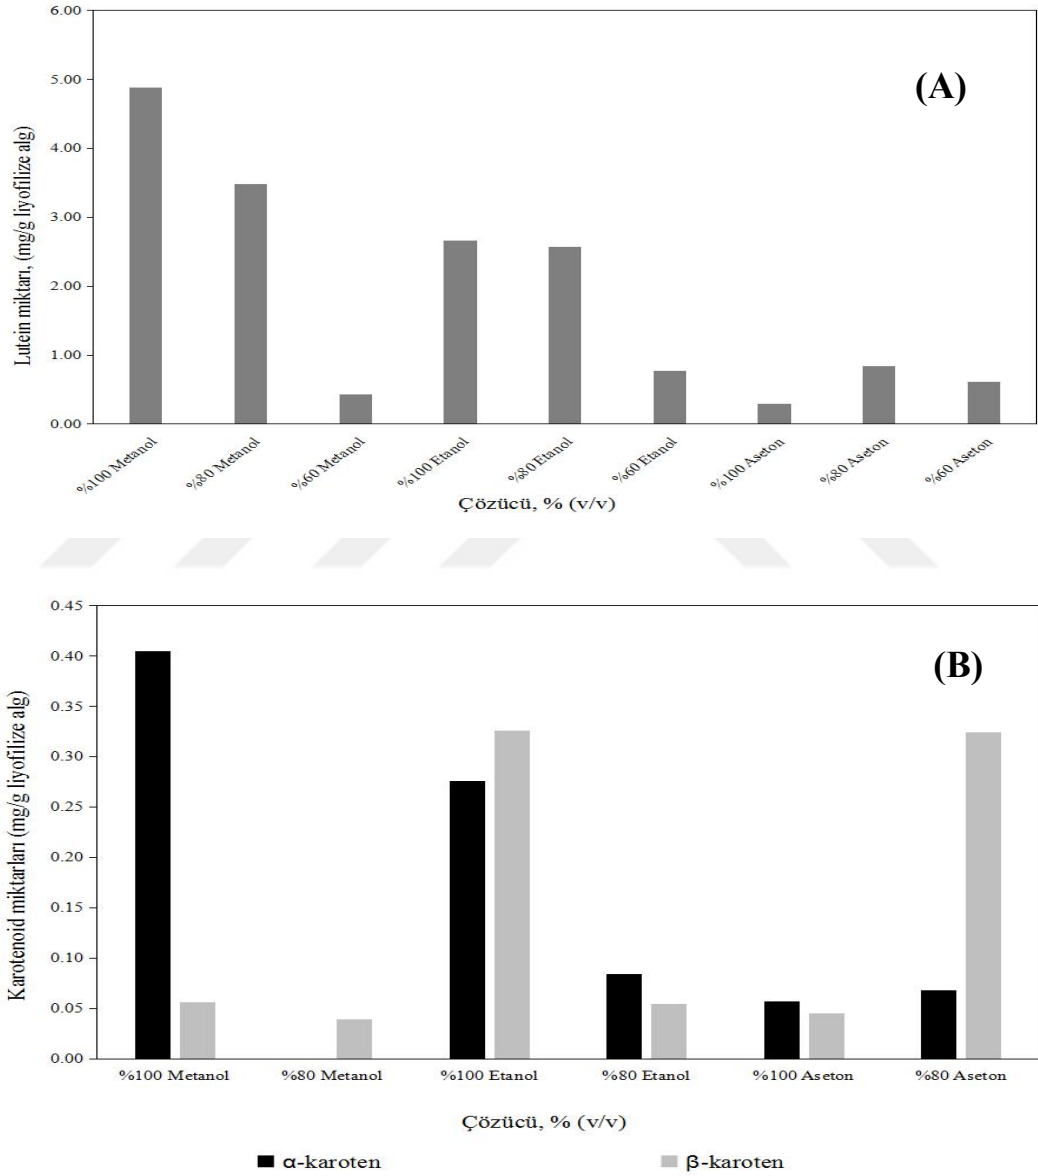 6.00
5.00
4.00
3.00
2.00
1.00
0.00
Lutein miktarı, (mg/g liyofilize alg)
(A)
%100 Metanol
%80 Metanol
%60 Metanol
%100 Etanol
%80 Etanol
%60 Etanol
%100 Aseton
%80 Aseton
%60 Aseton
Çözücü, % (v/v)
0.45
0.40
0.35
0.30
0.25
0.20
0.15
0.10
0.05
0.00
Karotenoid miktarları (mg/g liyofilize alg)
(B)
%100 Metanol
%80 Metanol
%100 Etanol
%80 Etanol
%100 Aseton
%80 Aseton
Çözücü, % (v/v)
α-karoten
β-karoten